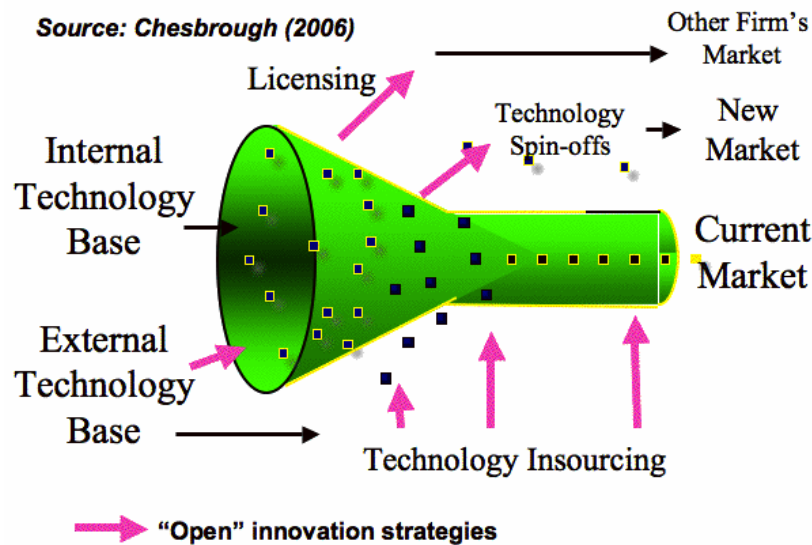 Source: Chesbrough (2006)
Other Firm's
Market
Licensing
Technology
Spin-offs
New
Market
Internal
Technology
Base
Current
Market
External
Technology
Base
Technology Insourcing
“Open” innovation strategies